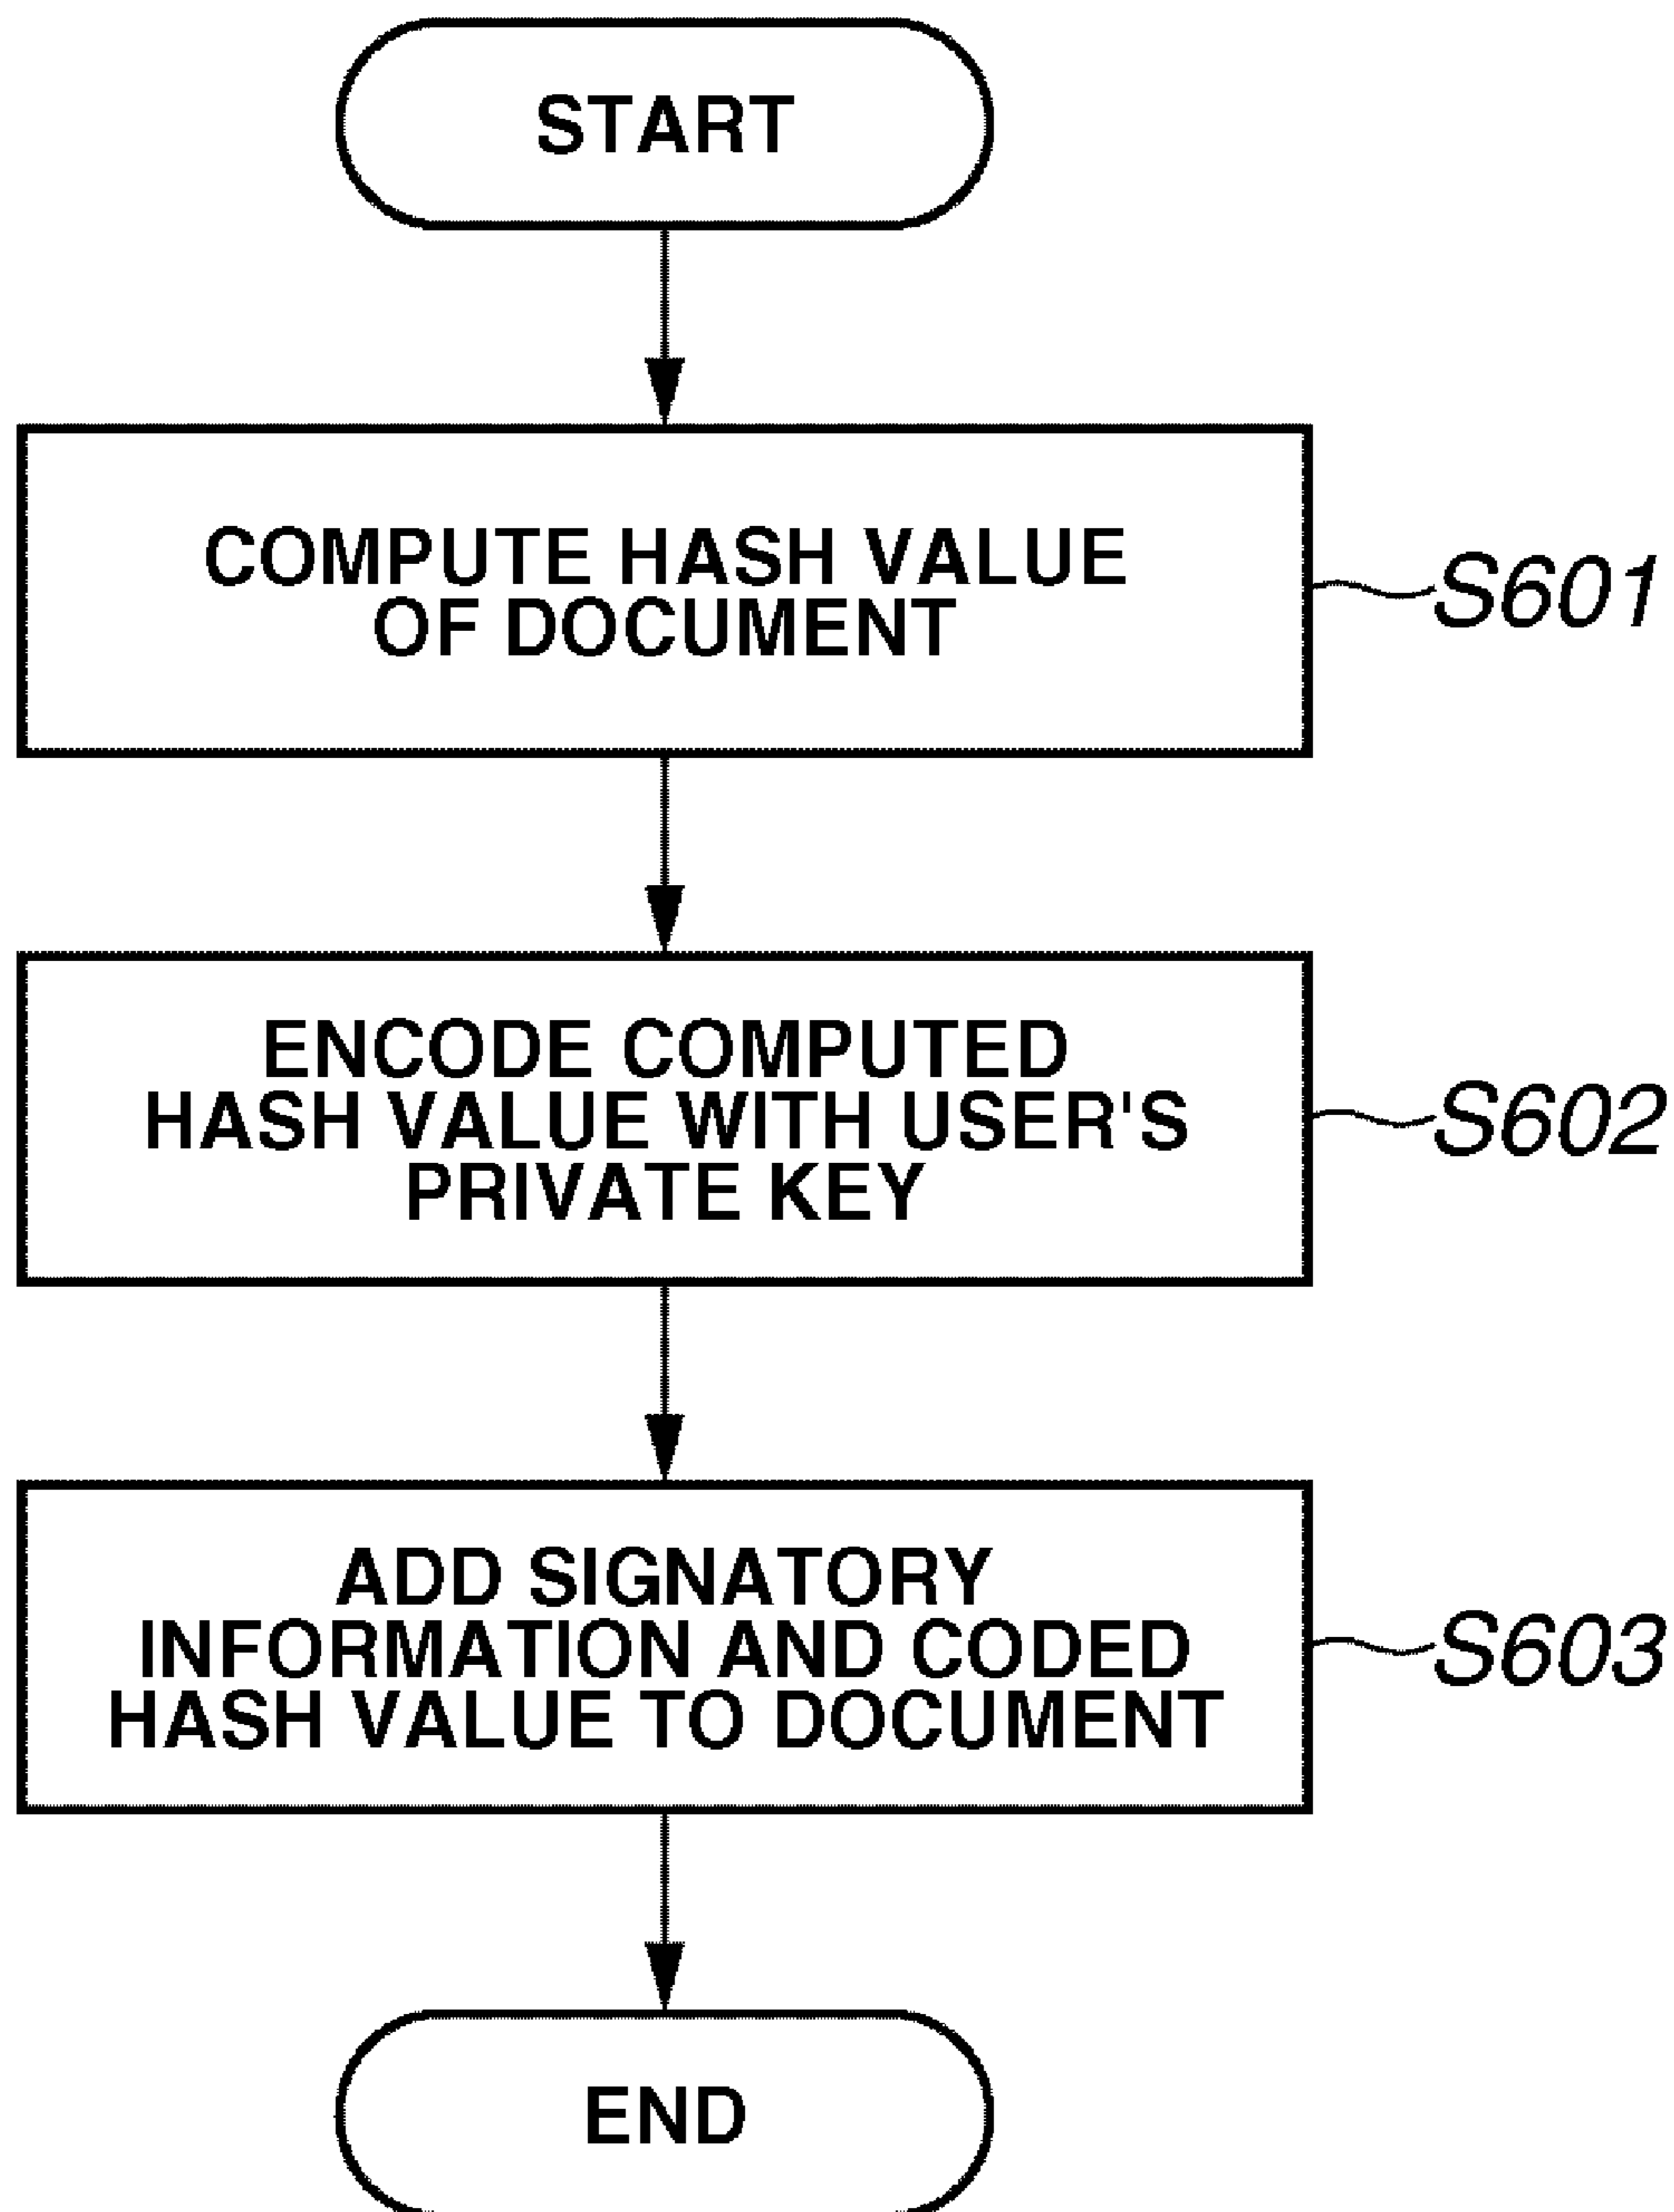 START
COMPUTE HASH VALUE
OF DOCUMENT
S601
ENCODE COMPUTED
HASH VALUE WITH USER'S
PRIVATE KEY
S602
ADD SIGNATORY
INFORMATION AND CODED
HASH VALUE TO DOCUMENT
S603
END